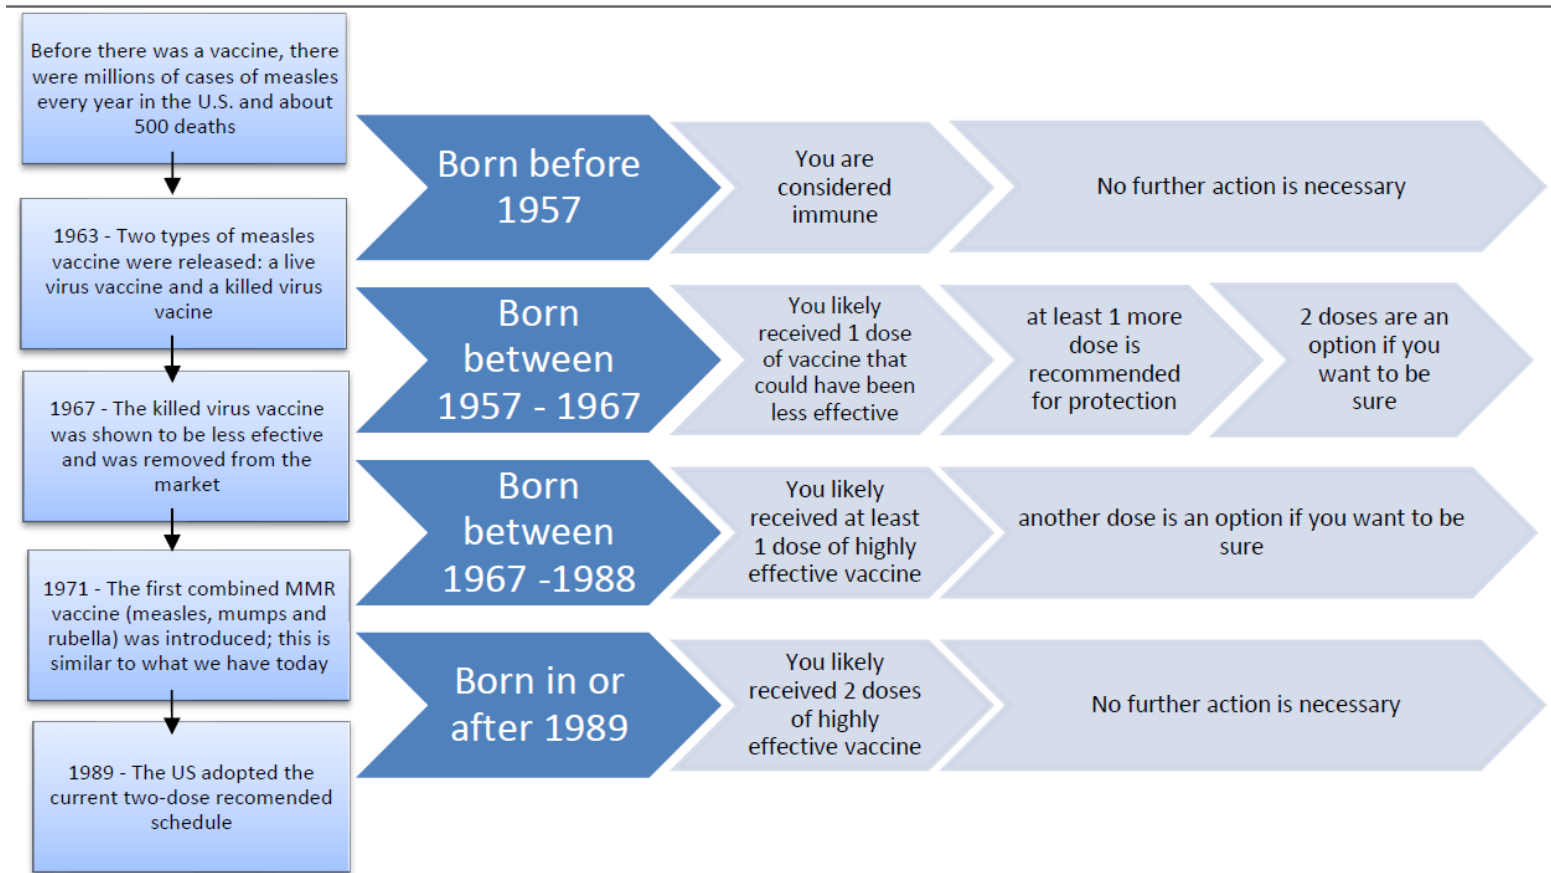 Before there was a vaccine, there
were millions of cases of measles
every year in the U.S. and about
500 deaths
1963 - Two types of measles
vaccine were released: a live
virus vaccine and a killed virus
vacine
1967 - The killed virus vaccine
was shown to be less efective
and was removed from the
market
1971 - The first combined MMR
vaccine (measles, mumps and
rubella) was introduced; this is
similar to what we have today
1989 - The US adopted the
current two-dose recomended
schedule
Born before
1957
You are
considered
immune
No further action is necessary
Born
between
1957 - 1967
You likely
received 1 dose
of vaccine that
could have been
less effective
at least 1 more
dose is
recommended
for protection
2 doses are an
option if you
want to be
sure
Born
between
1967 -1988
You likely
received at least
1 dose of highly
effective vaccine
another dose is an option if you want to be
sure
Born in or
after 1989
You likely
received 2 doses
of highly
effective vaccine
No further action is necessary